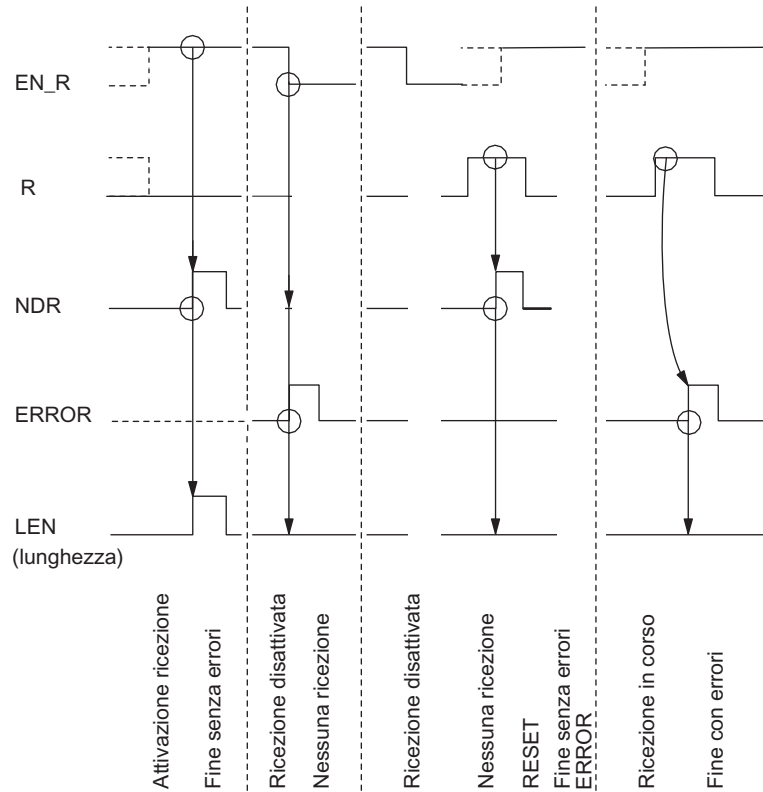 EN_R
R
NDR
ERROR
LEN
(lunghezza)
Attivazione ricezione
Fine senza errori
Ricezione disattivata
Nessuna ricezione
Ricezione disattivata
Nessuna ricezione
RESET
Fine senza errori
ERROR
Ricezione in corso
Fine con errori